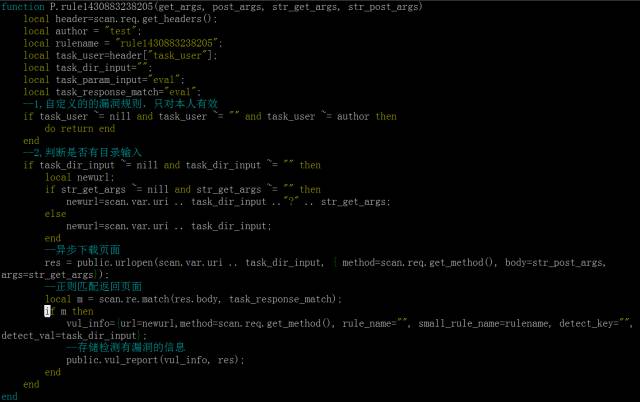 function P.rule1430883238205(get_args, post_args, str_get_args, str_post_args)
local header=scan.req.get_headers();
local author = "test";
local rulename = "rule1430883238205";
local task_user=header["task_user"];
local task_dir_input="";
local task_param_input="eval";
local task_response_match="eval";
--1,自定义的的漏洞规则，只对本人有效
if task_user ~= nill and task_user ~= "" and task_user ~= author then
do return end
end
--2,判断是否有目录输入
if task_dir_input ~= nill and task_dir_input ~= "" then
local newurl;
if str_get_args ~= nill and str_get_args ~= "" then
newurl=scan.var.uri .. task_dir_input .."?" .. str_get_args;
else
newurl=scan.var.uri .. task_dir_input;
end
--异步下载页面
res = public.urlopen(scan.var.uri .. task_dir_input, { method=scan.req.get_method(), body=str_post_args,
args=str_get_args});
--正则匹配返回页面
local m = scan.re.match(res.body, task_response_match);
if m then
vul_info={url=newurl,method=scan.req.get_method(), rule_name="", small_rule_name=rulename, detect_key="",
detect_val=task_dir_input};
--存储检测有漏洞的信息
public.vul_report(vul_info, res);
end
end
end